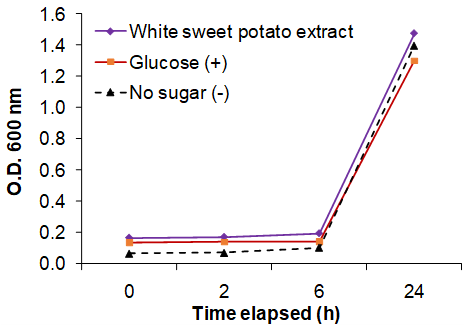 1.6
1.4
1.2
1.0
0.8
0.6
0.4
0.2
0.0
O.D. 600 nm
White sweet potato extract
Glucose (+)
No sugar (-)
0 2 6 24
Time elapsed (h)